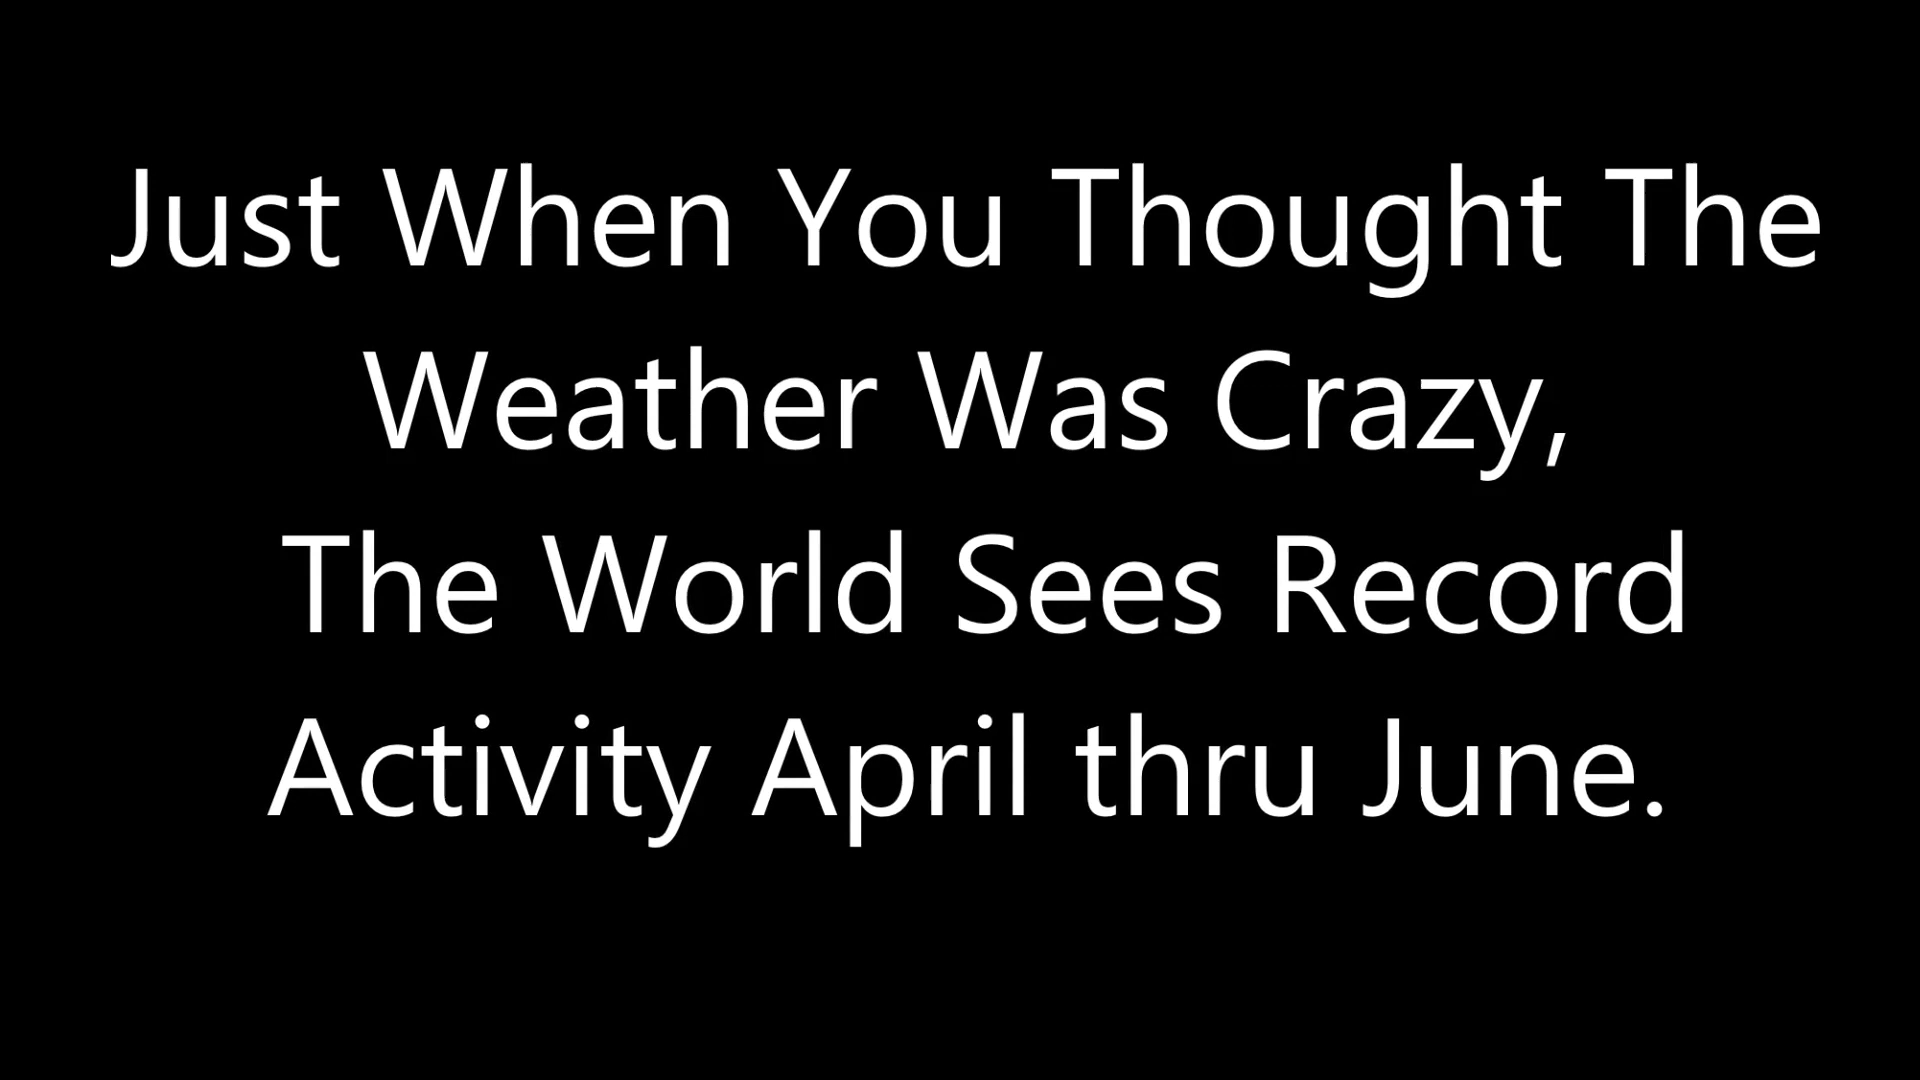 Just When You Thought The
Weather Was Crazy,
The World Sees Record
Activity April thru June.